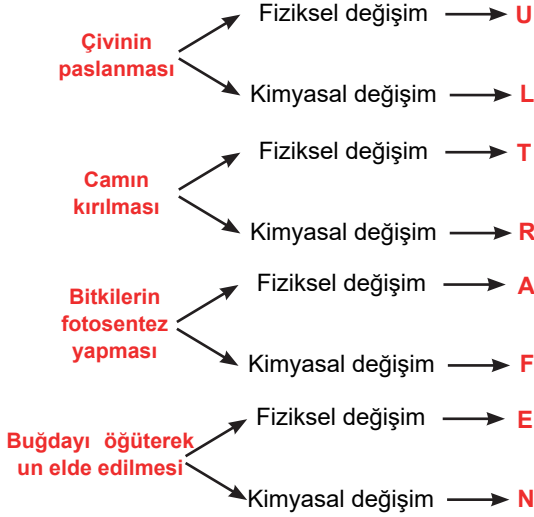 Fiziksel değişim U
Çivinin
paslanması
Kimyasal değişim L
Fiziksel değişim T
Camın
kırılması
Kimyasal değişim R
Fiziksel değişim A
Bitkilerin
fotosentez
yapması
Kimyasal değişim F
Fiziksel değişim E
Buğdayı öğüterek
un elde edilmesi
Kimyasal değişim N